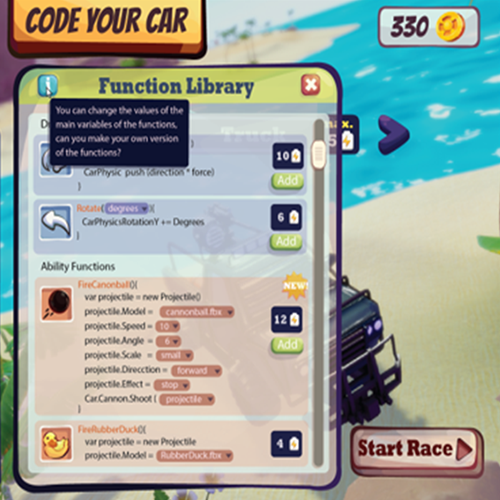 CODE YOUR CAR
330
Function Library
You can change the values of the
main variables of the functions,
can you make your own version
of the functions?
Truck
x.
5
10
CarPhysic push (direction * force)
}
Add
Rotate( degrees ){
CarPhysicsRotationY += Degrees
}
6
Add
Ability Functions
NEW!
FireCanonball(){
var projectile = new Projectile()
projectile.Model = cannonball.fbx
projectile.Speed = 10
projectile.Angle = 6
projectile.Scale = small
projectile.Direcction = forward
projectile.Effect = stop
Car.Cannon.Shoot ( projectile
}
12
Add
FireRubberDuck(){
var projectile = new Projectile
projectile.Model = RubberDuck.fbx
4
Start Race